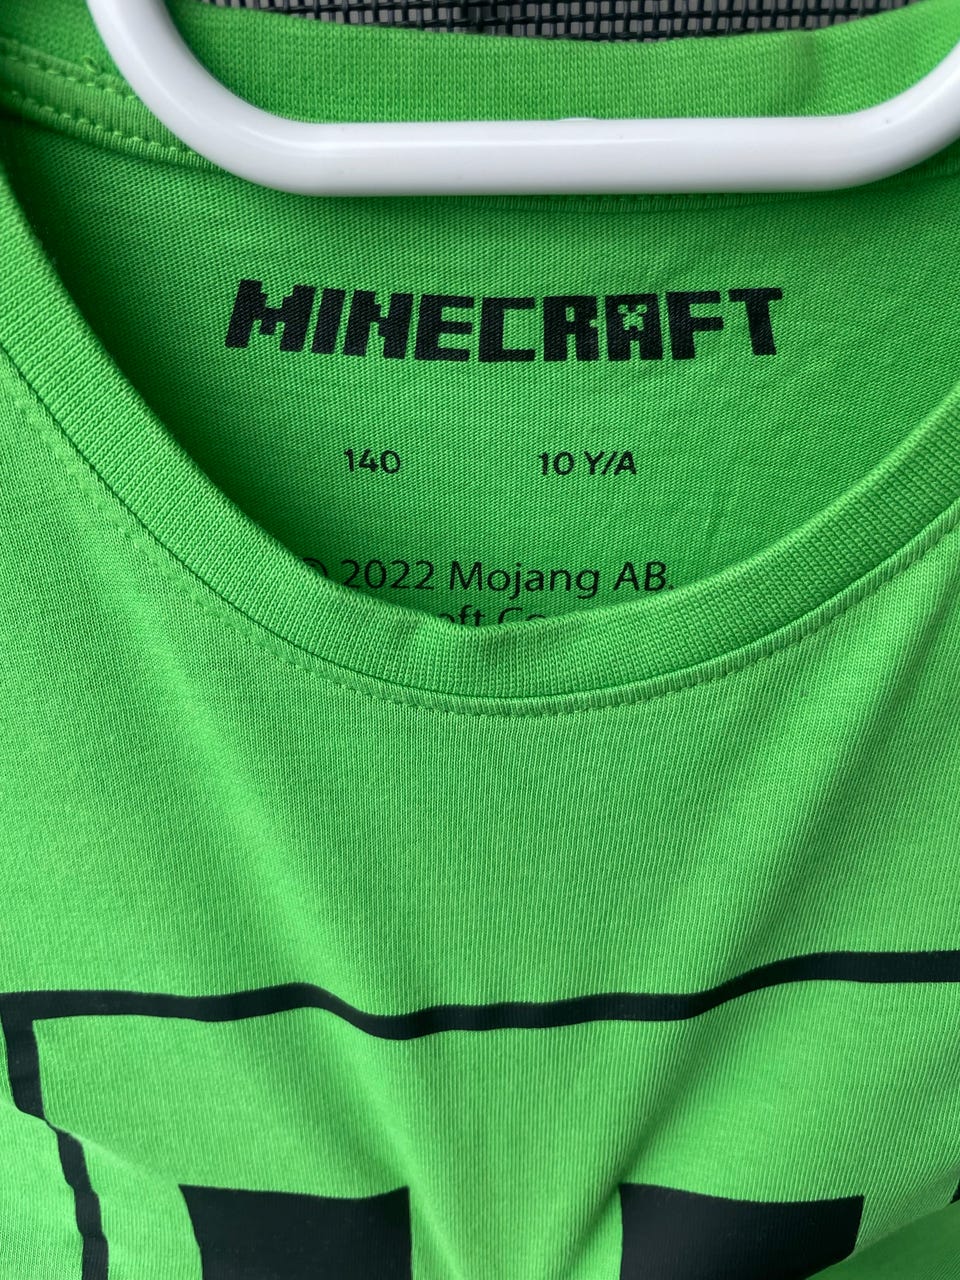 MINECRAFT
140 10 Y/A
© 2022 Mojang AB.